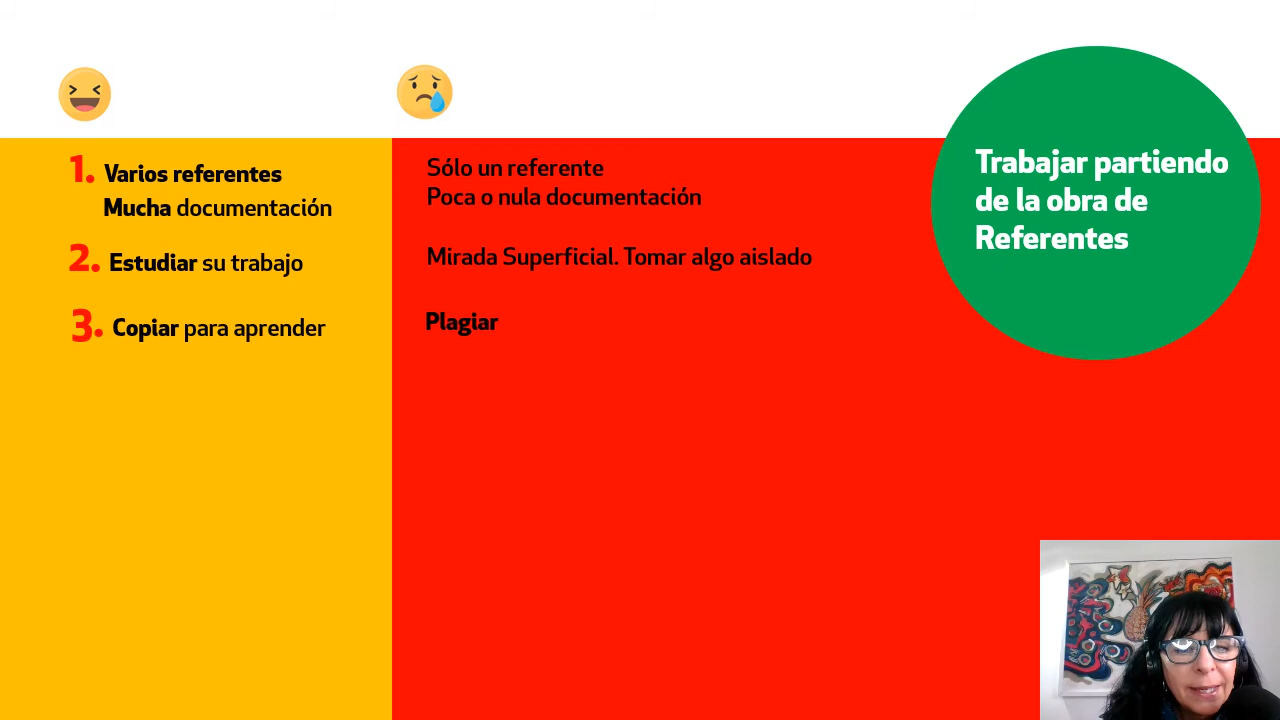 1. Varios referentes
Mucha documentación
2. Estudiar su trabajo
3. Copiar para aprender
Sólo un referente
Poca o nula documentación
Mirada Superficial. Tomar algo aislado
Plagiar
Trabajar partiendo
de la obra de
Referentes